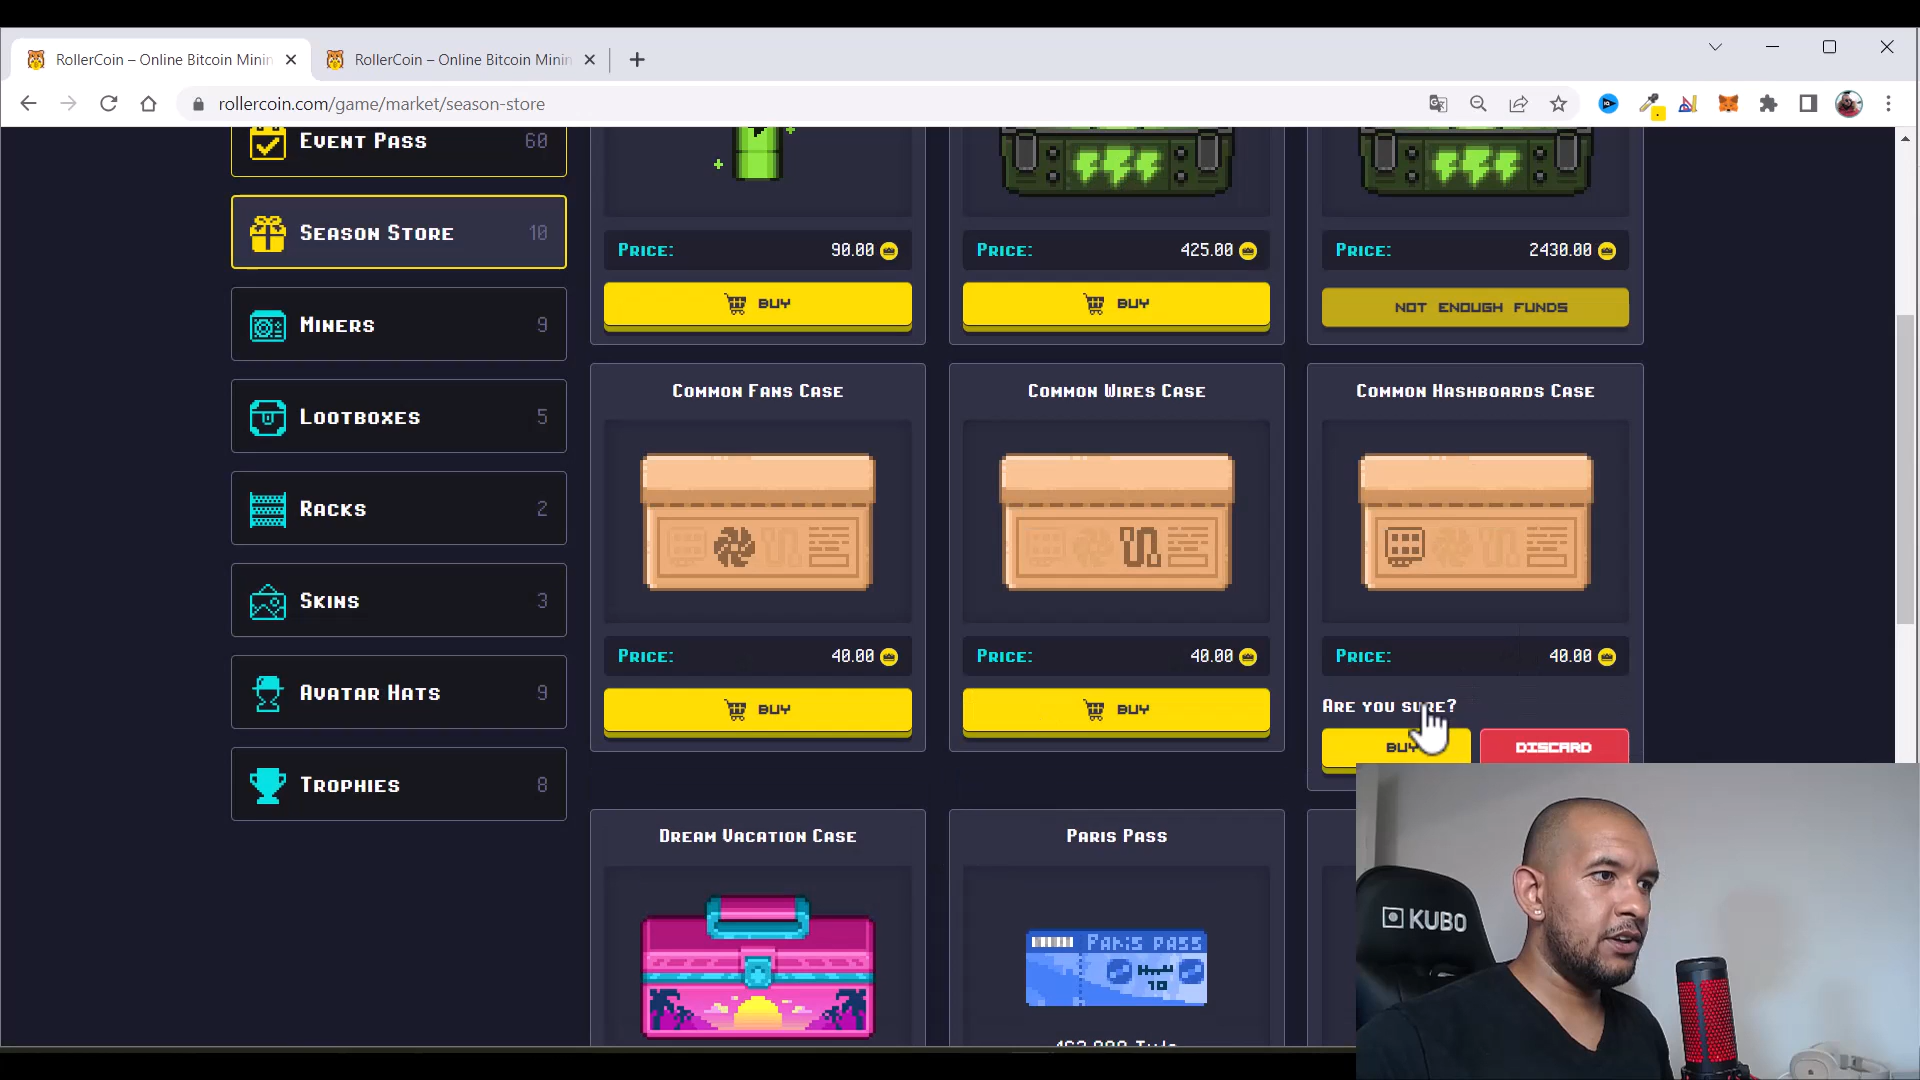 RollerCoin – Online Bitcoin Minin
RollerCoin – Online Bitcoin Minin
rollercoin.com/game/market/season-store
Event Pass 60
Season Store 10
Miners 9
Lootboxes 5
Racks 2
Skins 3
Avatar Hats 9
Trophies 8
Price: 90.00
Buy
Price: 425.00
Buy
Price: 2430.00
Not enough funds
Common Fans Case
Price: 40.00
Buy
Common Wires Case
Price: 40.00
Buy
Common Hashboards Case
Price: 40.00
Are you sure?
Buy
Discard
Dream Vacation Case
Paris Pass
Paris pass
10
KUBO